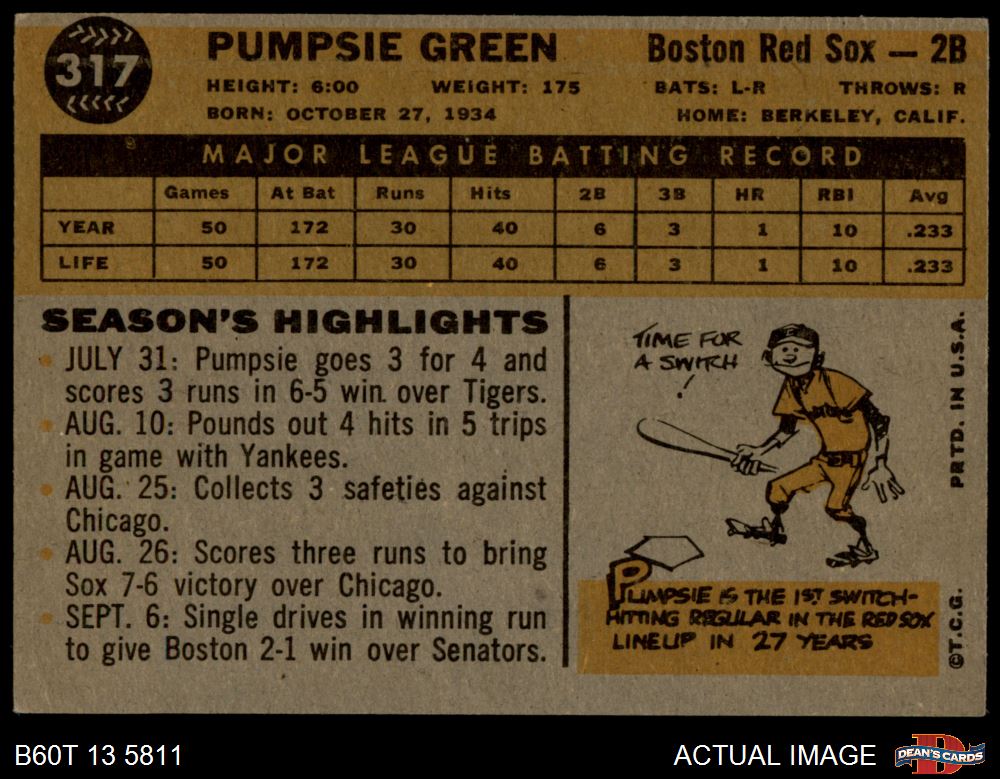 317
PUMPSIE GREEN
Boston Red Sox — 2B
HEIGHT: 6:00 WEIGHT: 175 BATS: L-R THROWS: R
BORN: OCTOBER 27, 1934 HOME: BERKELEY, CALIF.
MAJOR LEAGUE BATTING RECORD
Games At Bat Runs Hits 2B 3B HR RBI Avg
YEAR 50 172 30 40 6 3 1 10 .233
LIFE 50 172 30 40 6 3 1 10 .233
SEASON'S HIGHLIGHTS
JULY 31: Pumpsie goes 3 for 4 and
scores 3 runs in 6-5 win over Tigers.
AUG. 10: Pounds out 4 hits in 5 trips
in game with Yankees.
AUG. 25: Collects 3 safeties against
Chicago.
AUG. 26: Scores three runs to bring
Sox 7-6 victory over Chicago.
SEPT. 6: Single drives in winning run
to give Boston 2-1 win over Senators.
TIME FOR
A SWITCH
!
PUMPSIE IS THE 1ST SWITCH-
HITTING REGULAR IN THE RED SOX
LINEUP IN 27 YEARS
©T.C.G. PRTD. IN U.S.A.
B60T 13 5811
ACTUAL IMAGE
DEAN'S CARDS